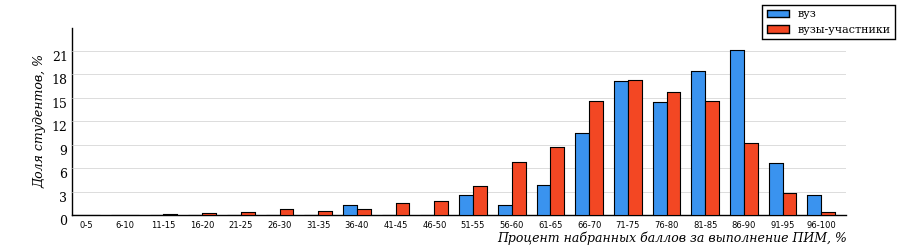 вуз
вузы-участники
Доля студентов, %
21
18
15
12
9
6
3
0
0-5 6-10 11-15 16-20 21-25 26-30 31-35 36-40 41-45 46-50 51-55 56-60 61-65 66-70 71-75 76-80 81-85 86-90 91-95 96-100
Процент набранных баллов за выполнение ПИМ, %